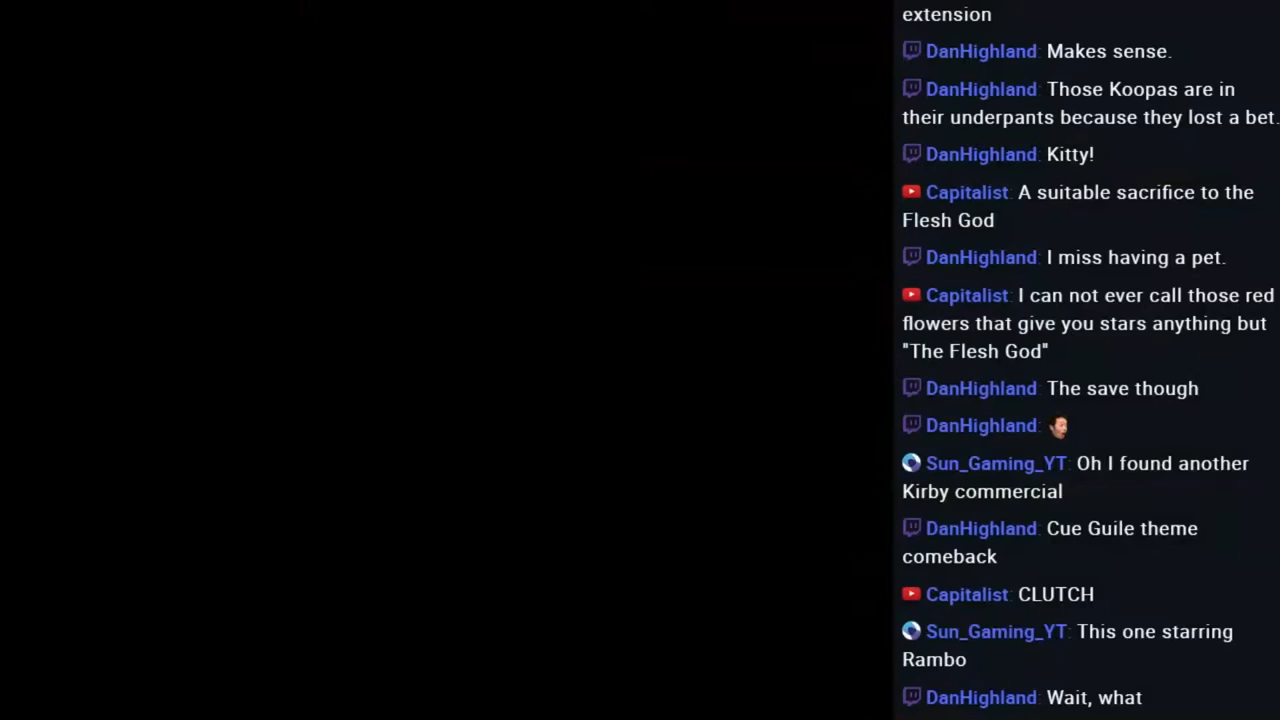 extension
DanHighland: Makes sense.
DanHighland: Those Koopas are in
their underpants because they lost a bet.
DanHighland: Kitty!
Capitalist: A suitable sacrifice to the
Flesh God
DanHighland: I miss having a pet.
Capitalist: I can not ever call those red
flowers that give you stars anything but
"The Flesh God"
DanHighland: The save though
DanHighland:
Sun_Gaming_YT: Oh I found another
Kirby commercial
DanHighland: Cue Guile theme
comeback
Capitalist: CLUTCH
Sun_Gaming_YT: This one starring
Rambo
DanHighland: Wait, what